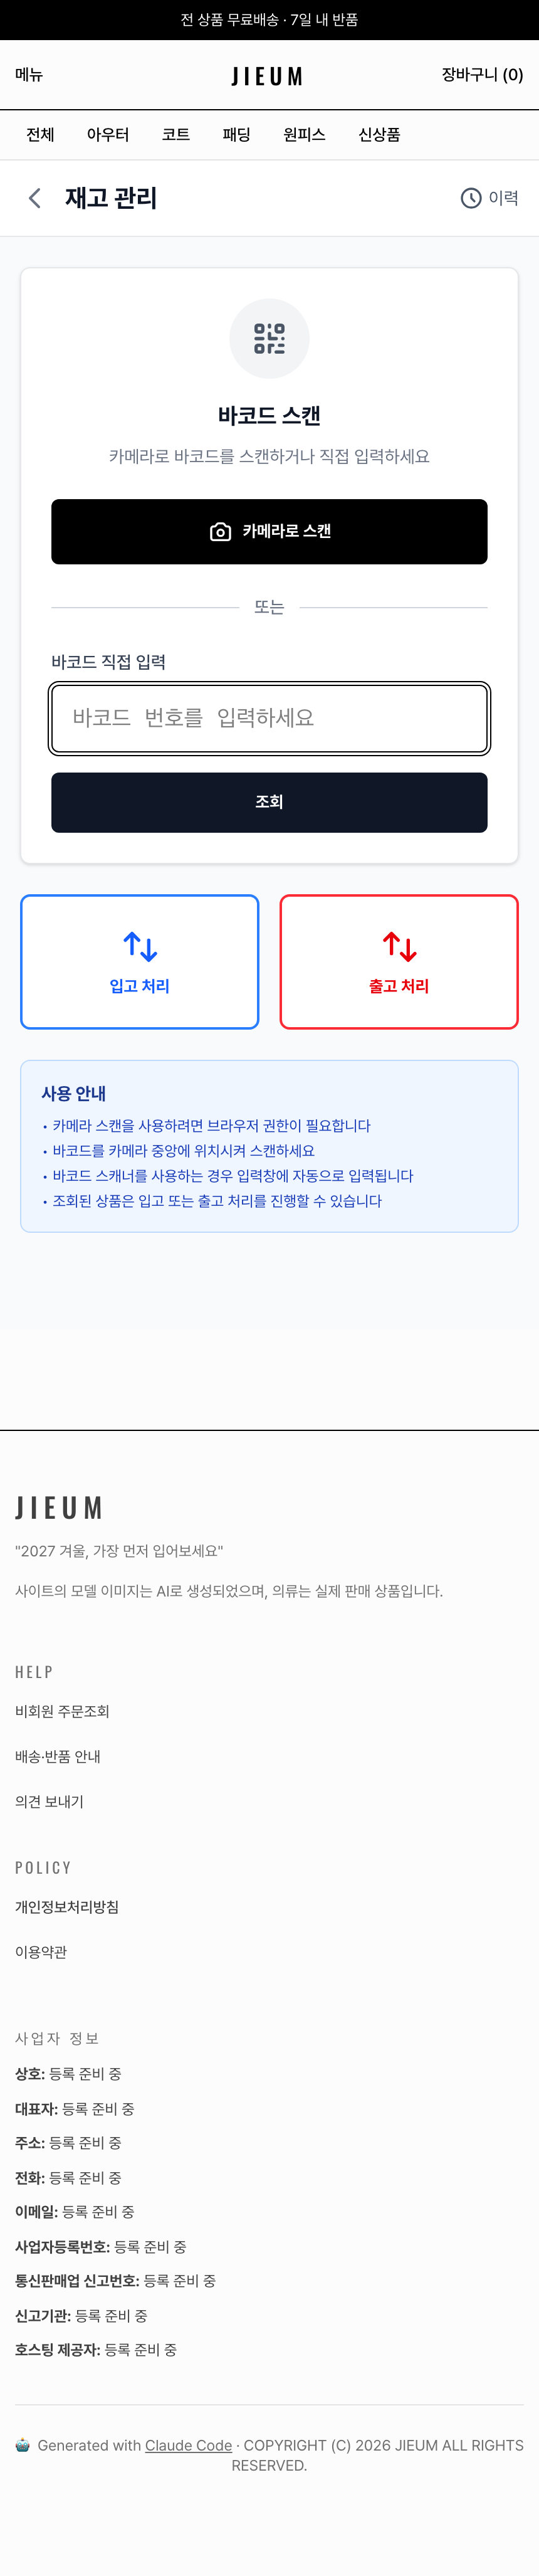 전 상품 무료배송 · 7일 내 반품
메뉴
JIEUM
장바구니 (0)
전체 아우터 코트 패딩 원피스 신상품
재고 관리
이력
바코드 스캔
카메라로 바코드를 스캔하거나 직접 입력하세요
카메라로 스캔
또는
바코드 직접 입력
바코드 번호를 입력하세요
조회
입고 처리
출고 처리
사용 안내
• 카메라 스캔을 사용하려면 브라우저 권한이 필요합니다
• 바코드를 카메라 중앙에 위치시켜 스캔하세요
• 바코드 스캐너를 사용하는 경우 입력창에 자동으로 입력됩니다
• 조회된 상품은 입고 또는 출고 처리를 진행할 수 있습니다
JIEUM
"2027 겨울, 가장 먼저 입어보세요"
사이트의 모델 이미지는 AI로 생성되었으며, 의류는 실제 판매 상품입니다.
HELP
비회원 주문조회
배송·반품 안내
의견 보내기
POLICY
개인정보처리방침
이용약관
사업자 정보
상호: 등록 준비 중
대표자: 등록 준비 중
주소: 등록 준비 중
전화: 등록 준비 중
이메일: 등록 준비 중
사업자등록번호: 등록 준비 중
통신판매업 신고번호: 등록 준비 중
신고기관: 등록 준비 중
호스팅 제공자: 등록 준비 중
🤖 Generated with Claude Code · COPYRIGHT (C) 2026 JIEUM ALL RIGHTS
RESERVED.